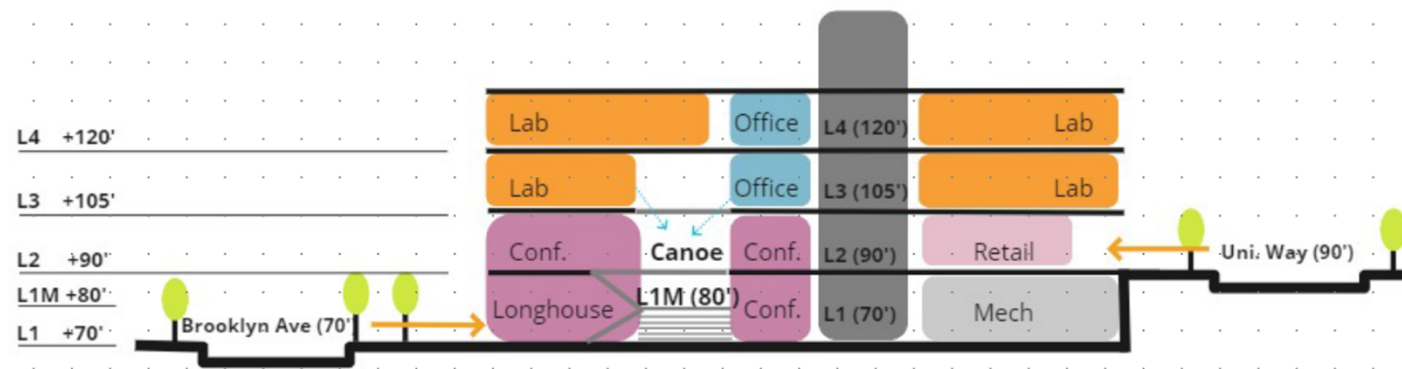 L4 +120'
Lab
Office
L4 (120')
Lab
L3 +105'
Lab
Office
L3 (105')
Lab
L2 +90'
Conf.
Canoe
Conf.
L2 (90')
Retail
Uni. Way (90')
L1M +80'
L1M (80')
L1 +70'
Brooklyn Ave (70'
Longhouse
Conf.
L1 (70')
Mech